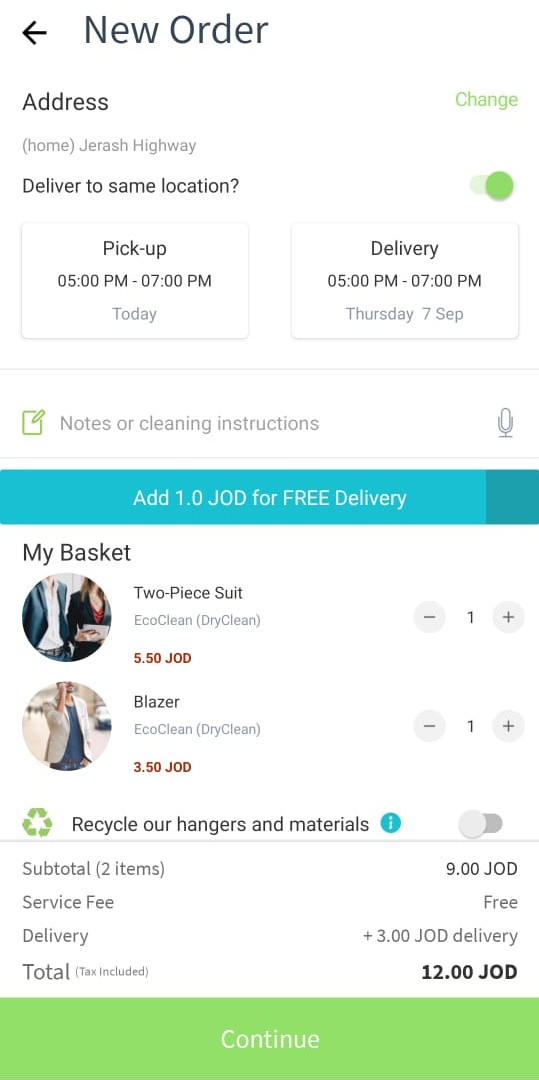 New Order
Address
Change
(home) Jerash Highway
Deliver to same location?
Pick-up
05:00 PM - 07:00 PM
Today
Delivery
05:00 PM - 07:00 PM
Thursday 7 Sep
Notes or cleaning instructions
Add 1.0 JOD for FREE Delivery
My Basket
Two-Piece Suit
EcoClean (DryClean)
5.50 JOD
− 1 +
Blazer
EcoClean (DryClean)
3.50 JOD
− 1 +
Recycle our hangers and materials i
Subtotal (2 items) 9.00 JOD
Service Fee Free
Delivery + 3.00 JOD delivery
Total (Tax Included) 12.00 JOD
Continue